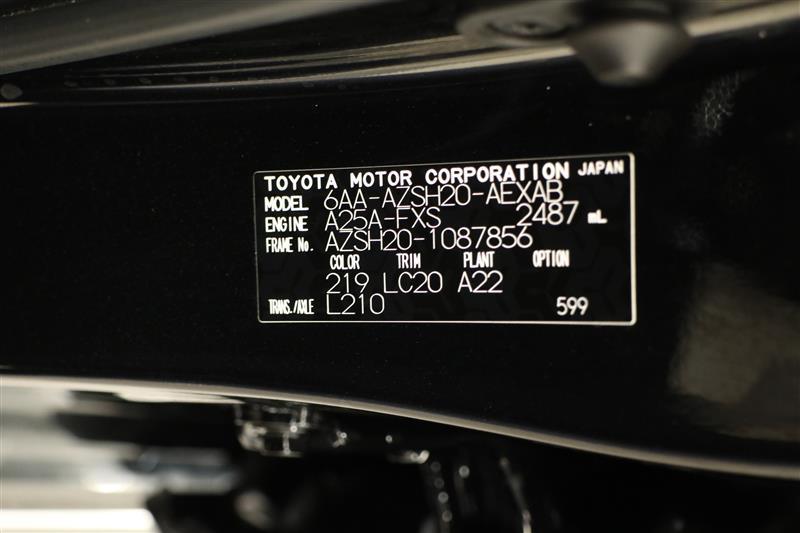 TOYOTA MOTOR CORPORATION JAPAN
MODEL 6AA-AZSH20-AEXAB
ENGINE A25A-FXS 2487 mL
FRAME No. AZSH20-1087856
COLOR TRIM PLANT OPTION
219 LC20 A22
TRANS./AXLE L210 599